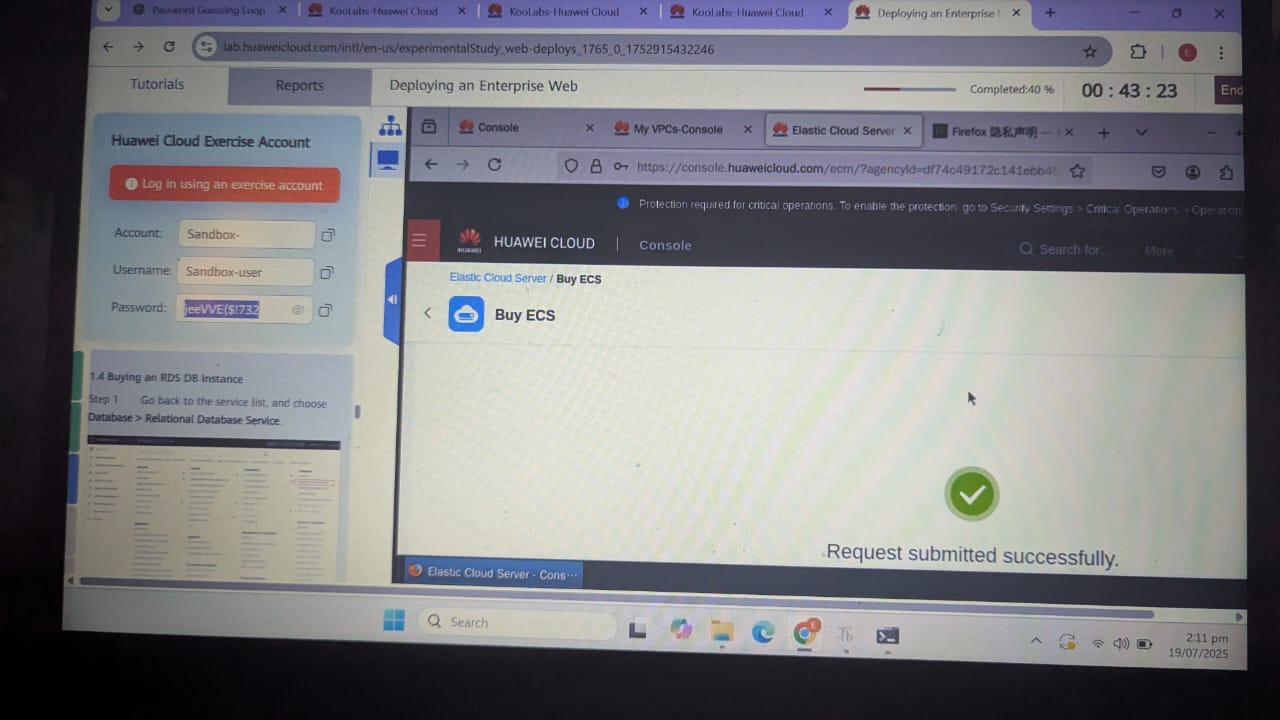 Password Guessing Loop
KooLabs-Huawei Cloud
KooLabs-Huawei Cloud
KooLabs-Huawei Cloud
Deploying an Enterprise
lab.huaweicloud.com/intl/en-us/experimentalStudy_web-deploys_1765_0_1752915432246
E
Tutorials
Reports
Deploying an Enterprise Web
Completed:40 %
00 : 43 : 23
End
Huawei Cloud Exercise Account
Log in using an exercise account
Account: Sandbox-
Username: Sandbox-user
Password: jeeVVE($!732
1.4 Buying an RDS DB Instance
Step 1 Go back to the service list, and choose
Database > Relational Database Service.
Console
My VPCs-Console
Elastic Cloud Server
Firefox 隐私声明 —
https://console.huaweicloud.com/ecm/?agencyId=df74c49172c141ebb4
Protection required for critical operations. To enable the protection, go to Security Settings > Critical Operations > Operation
HUAWEI
HUAWEI CLOUD | Console
Search for...
More
Elastic Cloud Server / Buy ECS
Buy ECS
Request submitted successfully.
Elastic Cloud Server - Cons···
Search
2:11 pm
19/07/2025